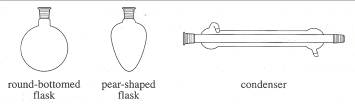 round-bottomed
flask
pear-shaped
flask
condenser